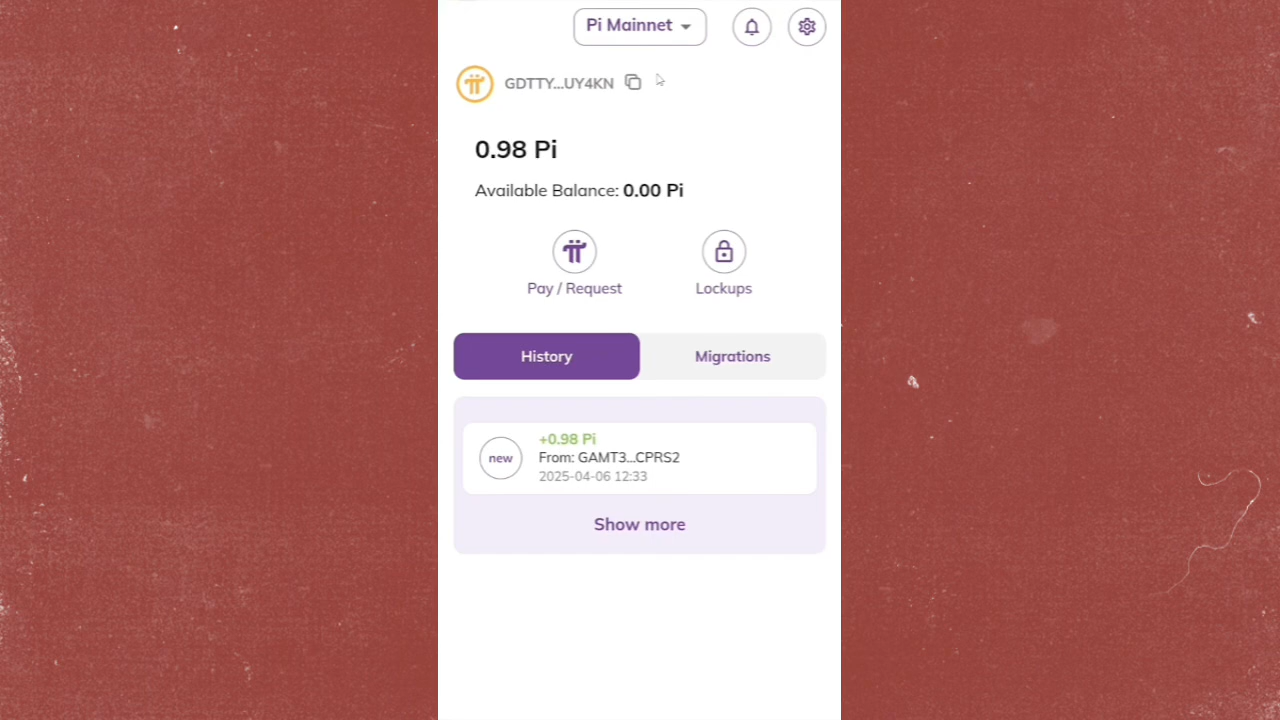 Pi Mainnet
GDTTY...UY4KN
0.98 Pi
Available Balance: 0.00 Pi
Pay / Request
Lockups
History
Migrations
new
+0.98 Pi
From: GAMT3...CPRS2
2025-04-06 12:33
Show more